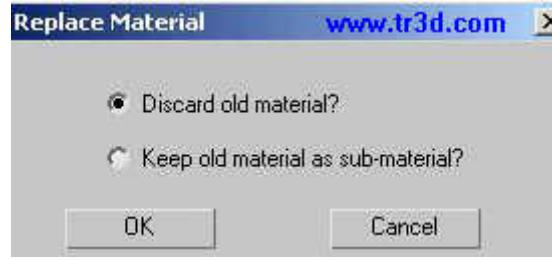 Replace Material www.tr3d.com
Discard old material?
Keep old material as sub-material?
OK Cancel